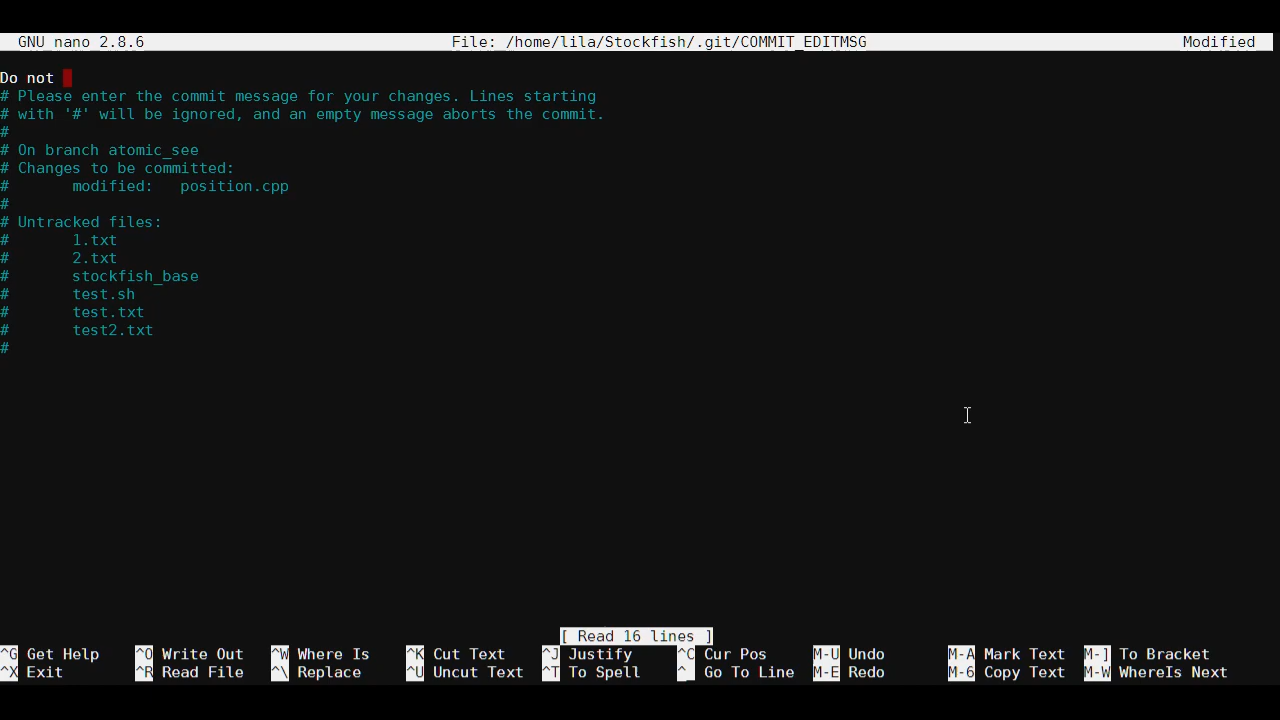 GNU nano 2.8.6 File: /home/lila/Stockfish/.git/COMMIT_EDITMSG Modified
Do not
# Please enter the commit message for your changes. Lines starting
# with '#' will be ignored, and an empty message aborts the commit.
#
# On branch atomic_see
# Changes to be committed:
#       modified:   position.cpp
#
# Untracked files:
#       1.txt
#       2.txt
#       stockfish_base
#       test.sh
#       test.txt
#       test2.txt
#
[ Read 16 lines ]
^G Get Help ^O Write Out ^W Where Is ^K Cut Text ^J Justify ^C Cur Pos M-U Undo M-A Mark Text M-] To Bracket
^X Exit ^R Read File ^\ Replace ^U Uncut Text ^T To Spell ^_ Go To Line M-E Redo M-6 Copy Text M-W WhereIs Next